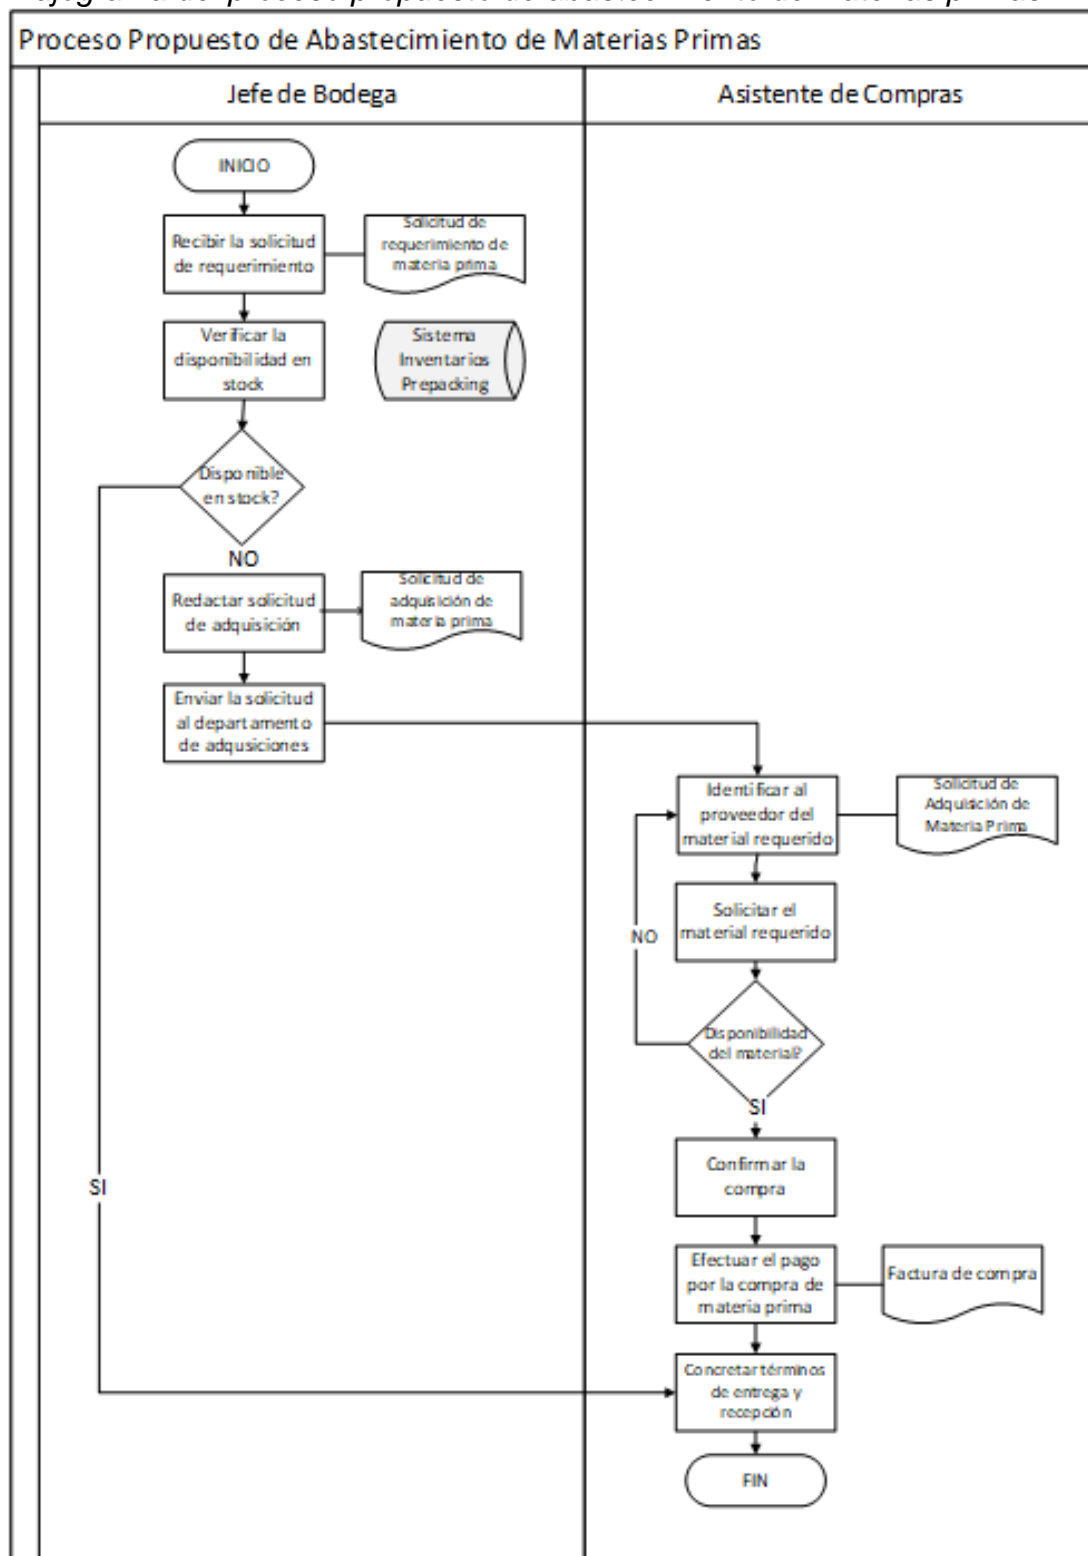 Proceso Propuesto de Abastecimiento de Materias Primas
Jefe de Bodega
Asistente de Compras
INICIO
Recibir la solicitud
de requerimiento
Solicitud de
requerimiento de
materia prima
Verificar la
disponibilidad en
stock
Sistema
Inventarios
Prepacking
Disponible
en stock?
NO
Redactar solicitud
de adquisición
Solicitud de
adquisición de
materia prima
Enviar la solicitud
al departamento
de adqusiciones
Identificar al
proveedor del
material requerido
Solicitud de
Adquisición de
Materia Prima
Solicitar el
material requerido
NO
Disponibilidad
del material?
SI
Confirmar la
compra
SI
Efectuar el pago
por la compra de
materia prima
Factura de compra
Concretar términos
de entrega y
recepción
FIN